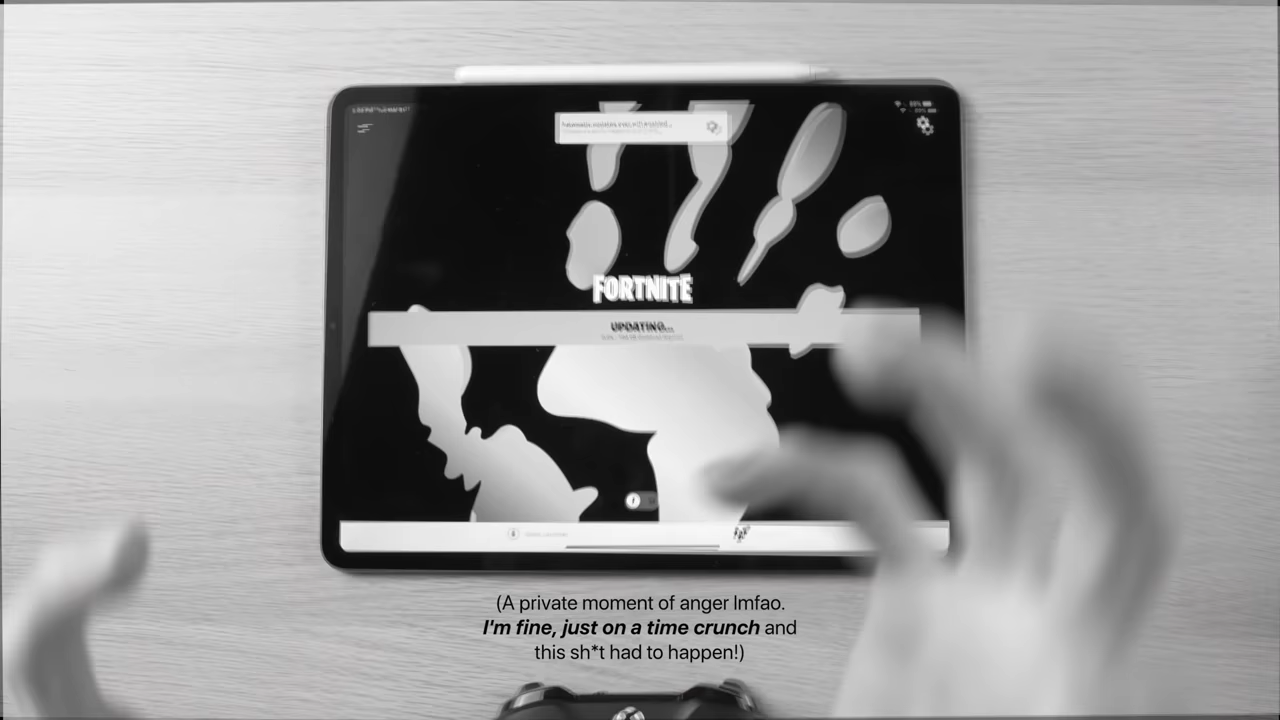 FORTNITE
UPDATING...
(A private moment of anger lmfao.
I'm fine, just on a time crunch and
this sh*t had to happen!)